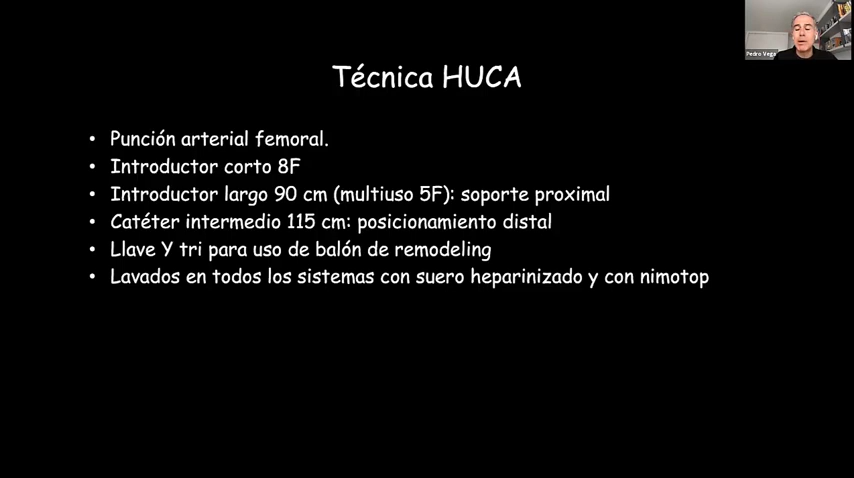 Pedro Vega
Técnica HUCA
• Punción arterial femoral.
• Introductor corto 8F
• Introductor largo 90 cm (multiuso 5F): soporte proximal
• Catéter intermedio 115 cm: posicionamiento distal
• Llave Y tri para uso de balón de remodeling
• Lavados en todos los sistemas con suero heparinizado y con nimotop